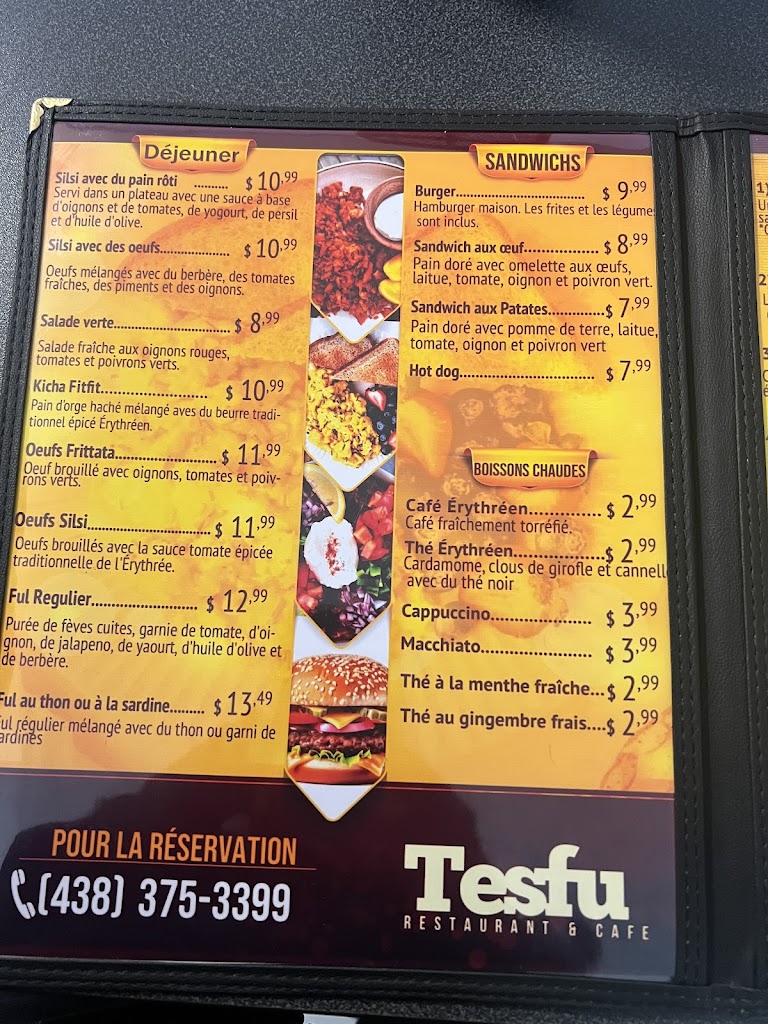 Déjeuner
Silsi avec du pain rôti .......... $ 10,99
Servi dans un plateau avec une sauce à base
d'oignons et de tomates, de yogourt, de persil
et d'huile d'olive.
Silsi avec des oeufs.................. $ 10,99
Oeufs mélangés avec du berbère, des tomates
fraîches, des piments et des oignons.
Salade verte.............................. $ 8,99
Salade fraîche aux oignons rouges,
tomates et poivrons verts.
Kicha Fitfit........................... $ 10,99
Pain d'orge haché mélangé aves du beurre tradi-
tionnel épicé Érythréen.
Oeufs Frittata.......................... $ 11,99
Oeuf brouillé avec oignons, tomates et poiv-
rons verts.
Oeufs Silsi............................... $ 11,99
Oeufs brouillés avec la sauce tomate épicée
traditionnelle de l'Érythrée.
Ful Regulier.......................... $ 12,99
Purée de fèves cuites, garnie de tomate, d'oi-
gnon, de jalapeno, de yaourt, d'huile d'olive et
de berbère.
Ful au thon ou à la sardine......... $ 13,49
ul régulier mélangé avec du thon ou garni de
ardines
SANDWICHS
Burger................................ $ 9,99
Hamburger maison. Les frites et les légume
sont inclus.
Sandwich aux œuf.................. $ 8,99
Pain doré avec omelette aux œufs,
laitue, tomate, oignon et poivron vert.
Sandwich aux Patates.............$ 7,99
Pain doré avec pomme de terre, laitue,
tomate, oignon et poivron vert
Hot dog................................. $ 7,99
BOISSONS CHAUDES
Café Érythréen............. $ 2,99
Café fraîchement torréfié.
Thé Érythréen................$ 2,99
Cardamome, clous de girofle et cannell
avec du thé noir
Cappuccino....................... $ 3,99
Macchiato......................... $ 3,99
Thé à la menthe fraîche...$ 2,99
Thé au gingembre frais....$ 2,99
POUR LA RÉSERVATION
(438) 375-3399
Tesfu
RESTAURANT & CAFE
1)
2
L
3